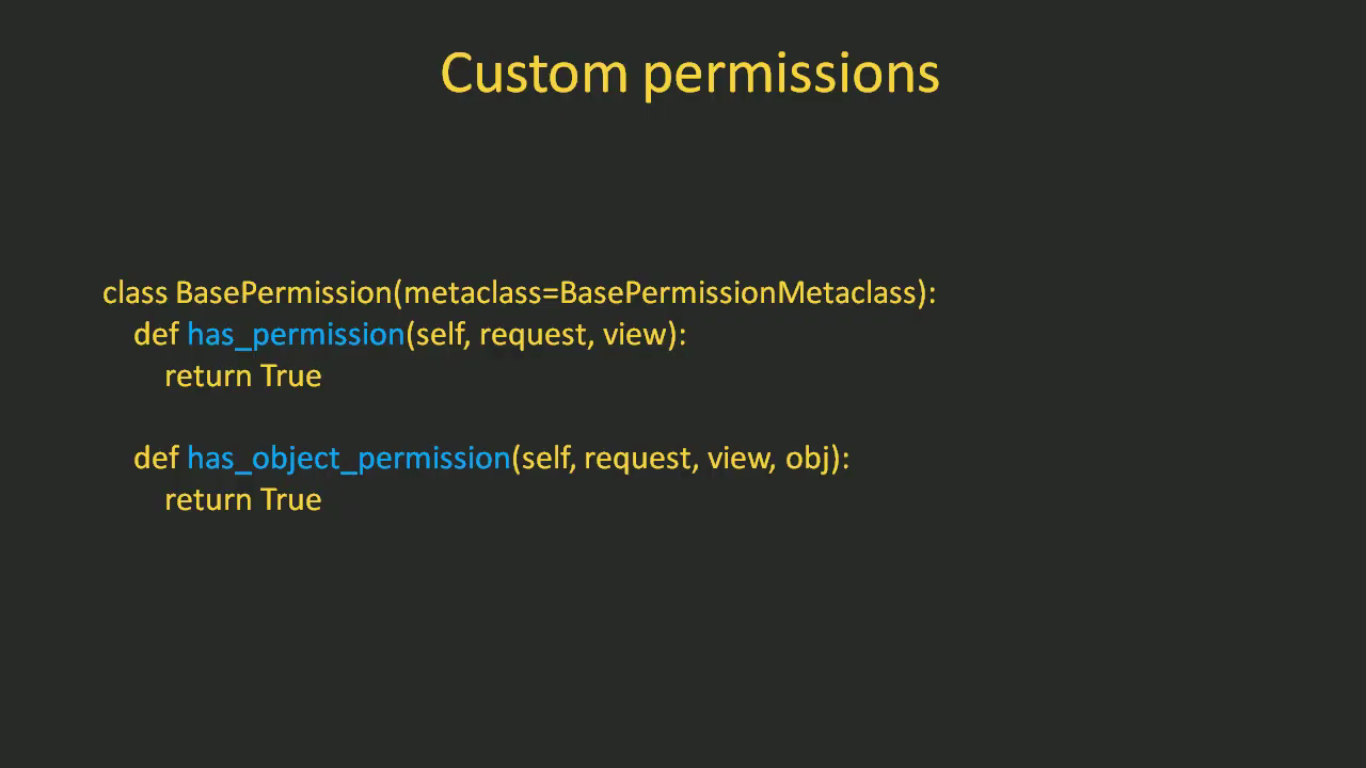 Custom permissions
class BasePermission(metaclass=BasePermissionMetaclass):
def has_permission(self, request, view):
return True
def has_object_permission(self, request, view, obj):
return True